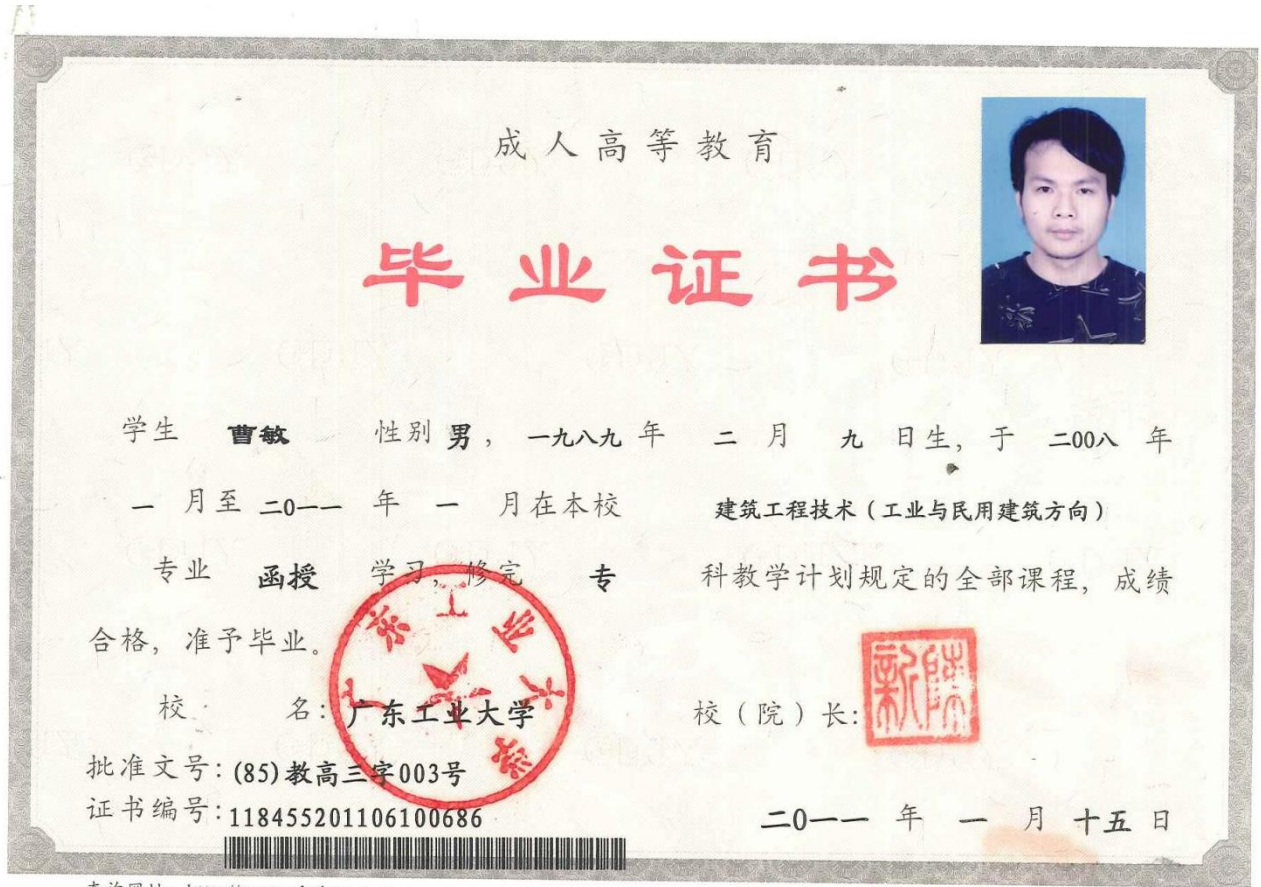 成人高等教育
毕业证书
学生 曹敏 性别 男, 一九八九 年 二 月 九 日生, 于 二00八 年
一 月至 二0一一 年 一 月在本校 建筑工程技术(工业与民用建筑方向)
专业 函授 学习, 修完 专 科教学计划规定的全部课程, 成绩
合格, 准予毕业。
校 名: 广东工业大学 校(院)长:
广东工业大学
批准文号: (85)教高三字003号
证书编号: 118455201106100686
二0一一 年 一 月 十五 日